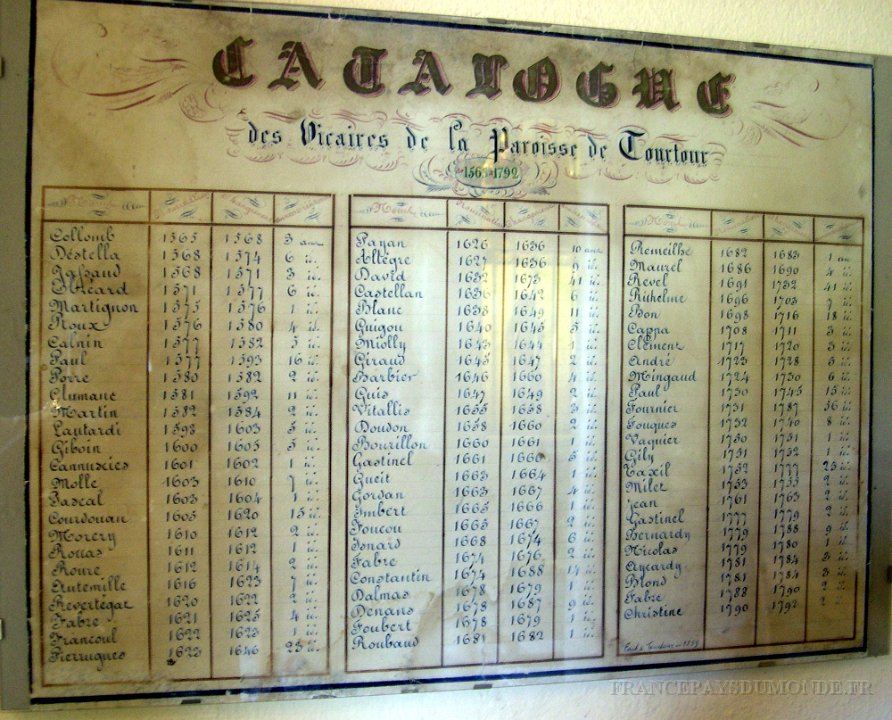 CATALOGUE
des Vicaires de la Paroisse de Tourtour
1565-1792
Collomb 1565 1568 3 ans
Déstella 1568 1574 6 id.
1568 1571 3 id.
1571 1577 6 id.
Martignon 1575 1576 1 id.
Roux 1576 1580 4 id.
Calnin 1577 1582 5 id.
Paul 1577 1593 16 id.
Porre 1580 1582 2 id.
Clumanc 1581 1592 11 id.
Martin 1582 1584 2 id.
Lautardi 1598 1603 5 id.
Giboin 1600 1605 5 id.
Cannuscies 1601 1602 1 id.
Molle 1603 1610 7 id.
Pascal 1603 1604 1 id.
Courdouan 1605 1620 15 id.
Morery 1610 1612 2 id.
Rouas 1611 1612 1 id.
Roure 1612 1614 2 id.
Autemille 1616 1623 7 id.
Revertegat 1620 1622 2 id.
Fabre 1621 1625 4 id.
Francoul 1622 1623 1 id.
Pierrugues 1623 1646 23 id.
Payan 1626 1636 10 ans
Allègre 1627 1636 9 id.
David 1632 1673 41 id.
Castellan 1636 1642 6 id.
Blanc 1638 1649 11 id.
Guigou 1640 1645 5 id.
Miolly 1643 1644 1 id.
Giraud 1645 1647 2 id.
Barbier 1646 1660 4 id.
Guis 1647 1649 2 id.
Vitallis 1655 1658 3 id.
Doudon 1658 1660 2 id.
Bourillon 1660 1661 1 id.
Gastinel 1661 1666 5 id.
Gueit 1663 1664 1 id.
Gordan 1663 1667 4 id.
Imbert 1665 1666 1 id.
Foucou 1665 1667 2 id.
Isnard 1668 1674 6 id.
Fabre 1674 1676 2 id.
Constantin 1674 1688 14 id.
Dalmas 1678 1679 1 id.
Denans 1678 1687 9 id.
Joubert 1678 1679 1 id.
Roubaud 1681 1682 1 id.
Remeilhe 1682 1683 1 an
Maurel 1686 1690 4 id.
Revel 1691 1732 41 id.
Richelme 1696 1703 7 id.
Bon 1698 1716 18 id.
Cappa 1708 1711 3 id.
Clément 1717 1720 3 id.
André 1723 1728 5 id.
Mingaud 1724 1730 6 id.
Paul 1730 1745 15 id.
Fournier 1731 1787 56 id.
Fouques 1732 1740 8 id.
Vaquier 1750 1751 1 id.
Gily 1751 1752 1 id.
Taxil 1752 1777 25 id.
Milet 1753 1755 2 id.
Jean 1761 1763 2 id.
Gastinel 1777 1779 2 id.
Bernardy 1779 1788 9 id.
Nicolas 1779 1780 1 id.
Aycardy 1781 1784 3 id.
Blond 1781 1784 3 id.
Fabre 1788 1790 2 id.
Christine 1790 1792 2 id.
FRANCEPAYSDUMONDE.FR